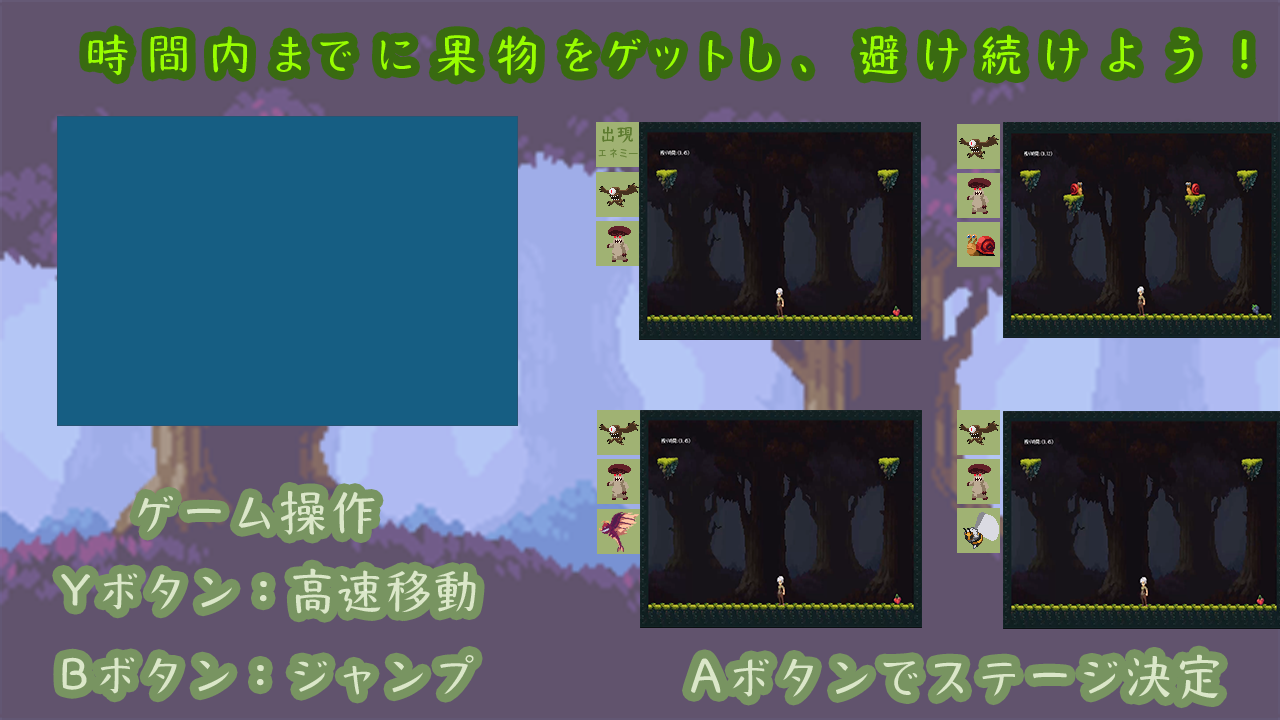 時間内までに果物をゲットし、避け続けよう！
出現
エネミー
ゲーム操作
Yボタン：高速移動
Bボタン：ジャンプ
Aボタンでステージ決定